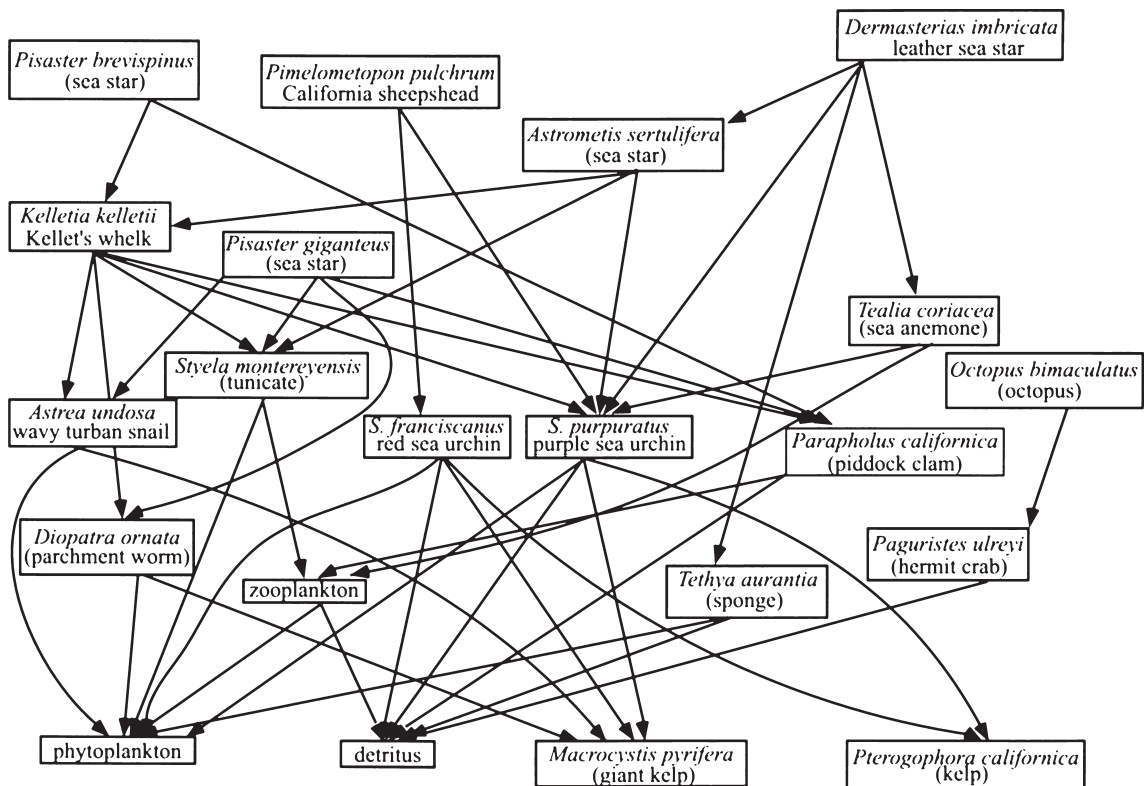 Dermasterias imbricata
leather sea star
Pisaster brevispinus
(sea star)
Pimelometopon pulchrum
California sheepshead
Astrometis sertulifera
(sea star)
Kelletia kelletii
Kellet's whelk
Pisaster giganteus
(sea star)
Tealia coriacea
(sea anemone)
Styela montereyensis
(tunicate)
Octopus bimaculatus
(octopus)
Astrea undosa
wavy turban snail
S. franciscanus
red sea urchin
S. purpuratus
purple sea urchin
Parapholus californica
(piddock clam)
Diopatra ornata
(parchment worm)
Paguristes ulreyi
(hermit crab)
zooplankton
Tethya aurantia
(sponge)
phytoplankton
detritus
Macrocystis pyrifera
(giant kelp)
Pterogophora californica
(kelp)